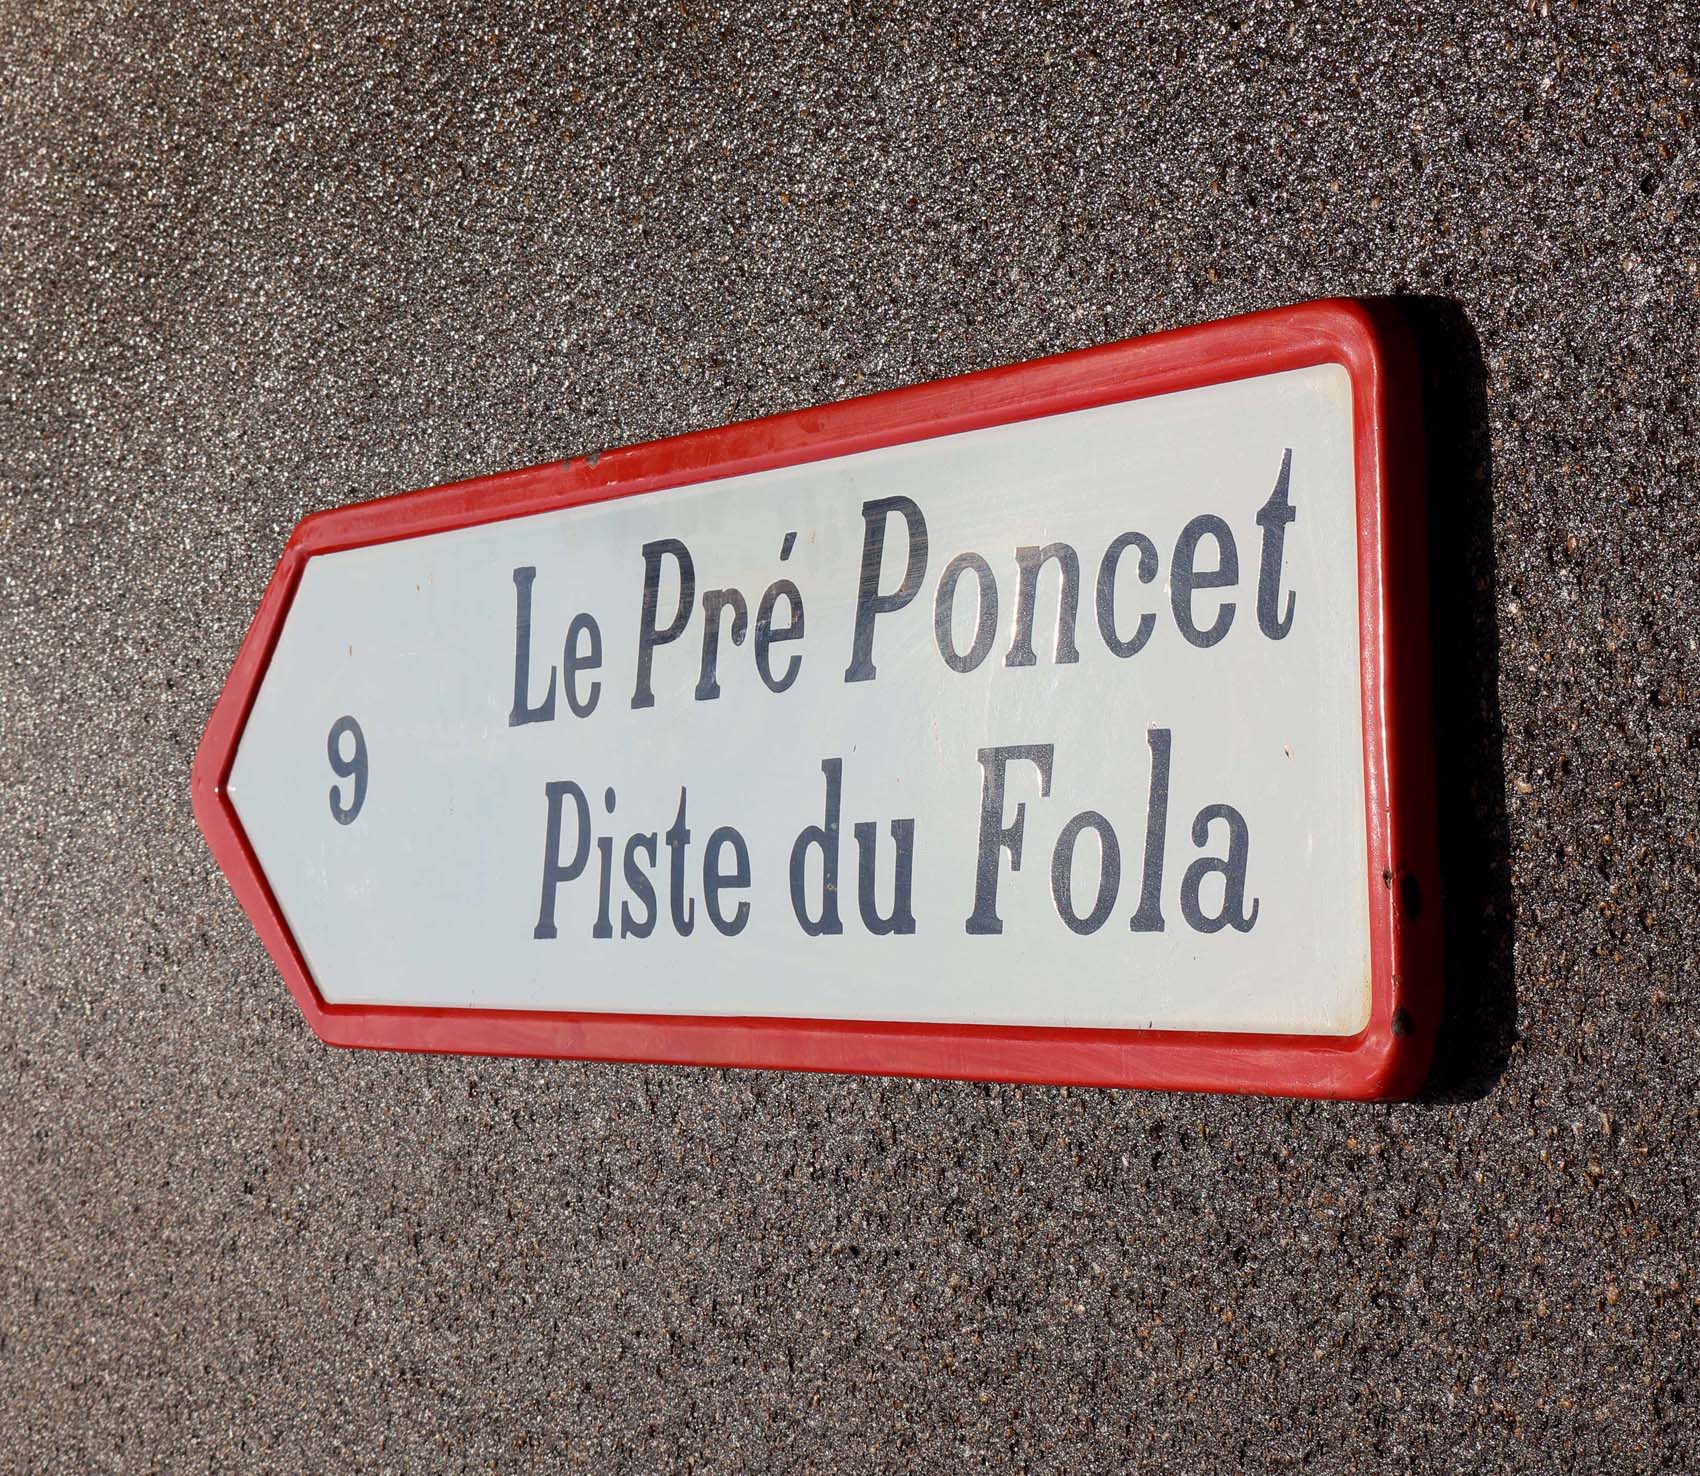 Le Pré Poncet
9
Piste du Fola